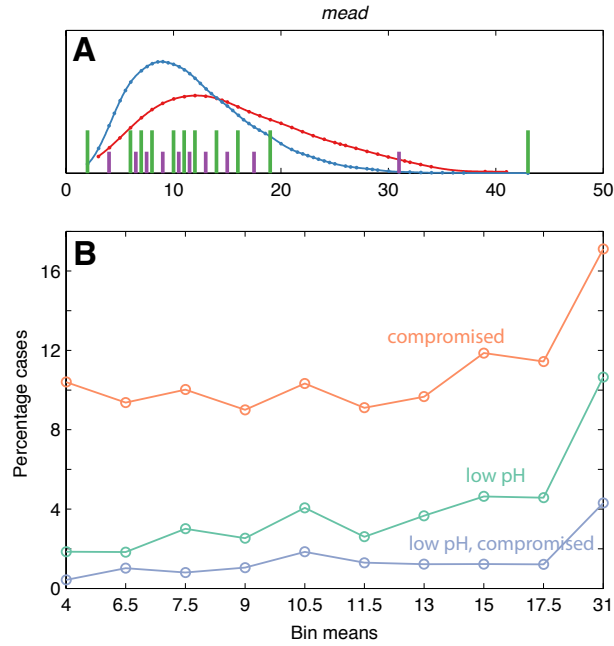 mead
A
0 10 20 30 40 50
B
16
12
8
4
0
Percentage cases
compromised
low pH
low pH, compromised
4 6.5 7.5 9 10.5 11.5 13 15 17.5 31
Bin means